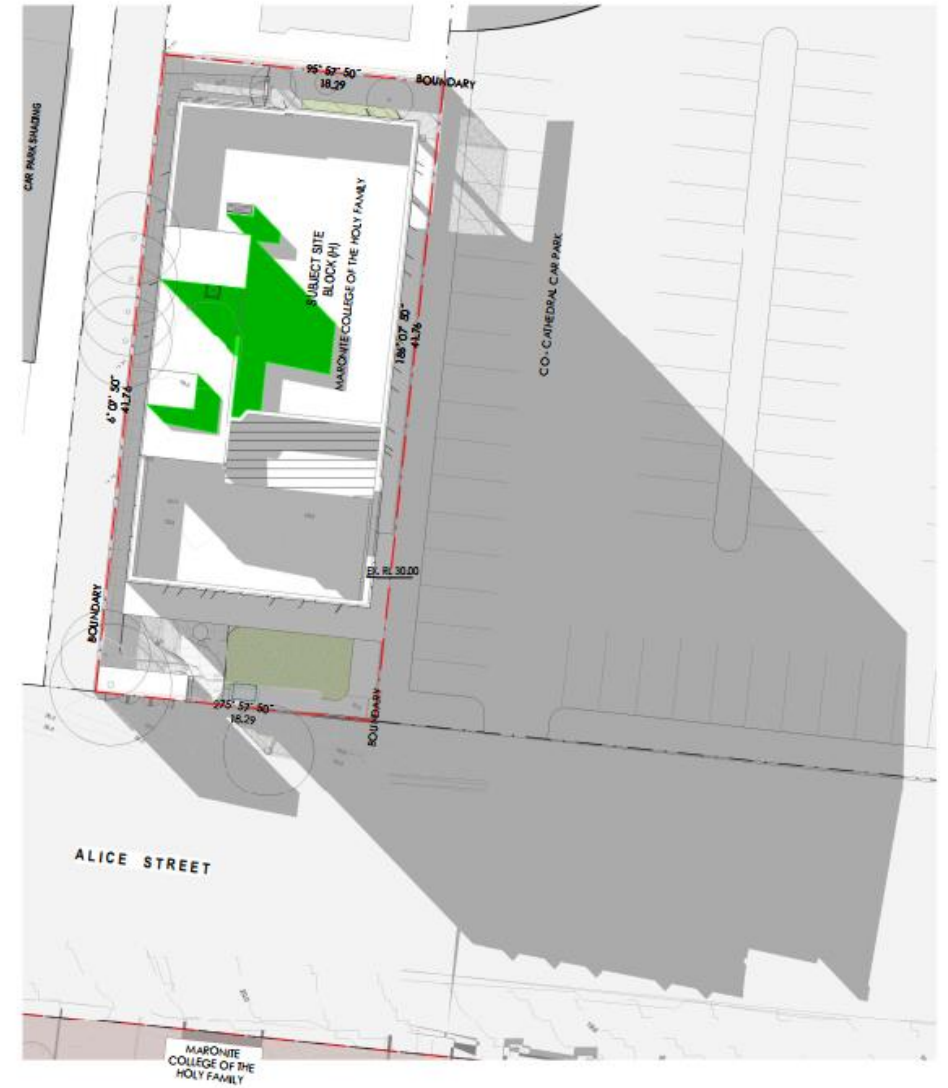 95° 57' 50"
18.29
BOUNDARY
CAR PARK SHADING
SUBJECT SITE
BLOCK (H)
MARONITE COLLEGE OF THE HOLY FAMILY
CO - CATHEDRAL CAR PARK
186° 07' 50"
41.76
6° 07' 50"
41.76
EX. RL 30.00
BOUNDARY
275° 57' 50"
18.29
BOUNDARY
ALICE STREET
MARONITE
COLLEGE OF THE
HOLY FAMILY